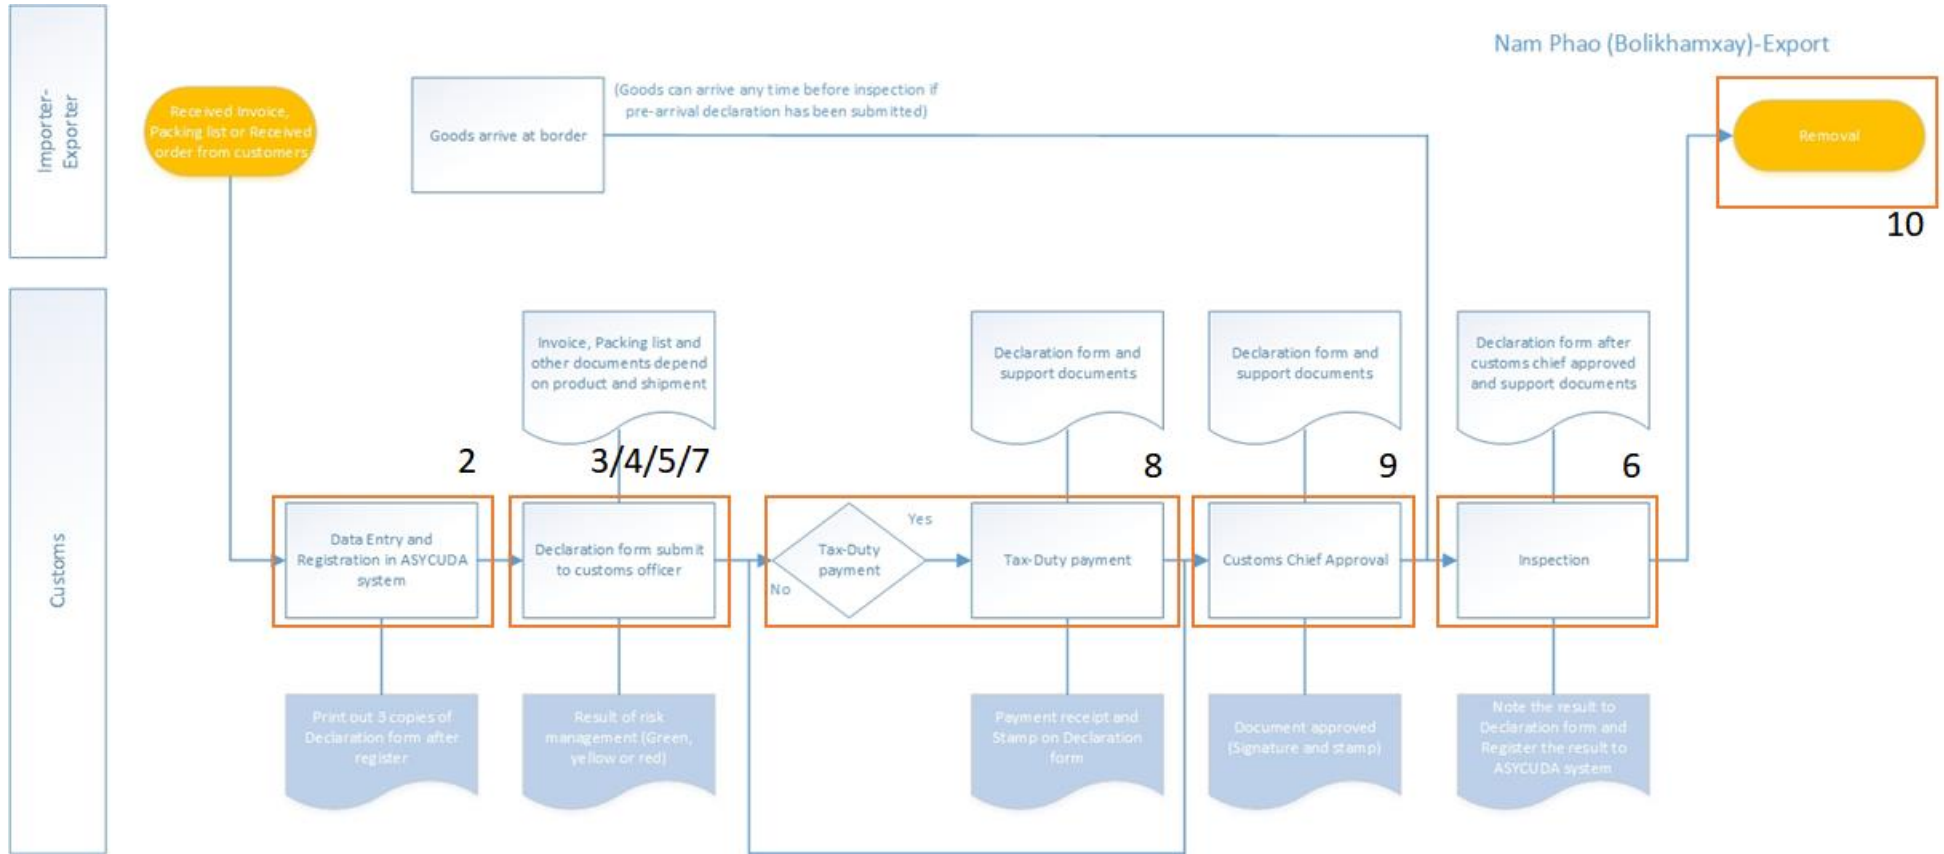 Nam Phao (Bolikhamxay)-Export
Importer-
Exporter
Received Invoice,
Packing list or Received
order from customers
Goods arrive at border
(Goods can arrive any time before inspection if
pre-arrival declaration has been submitted)
Removal
10
Customs
Invoice, Packing list and
other documents depend
on product and shipment
Declaration form and
support documents
Declaration form and
support documents
Declaration form after
customs chief approved
and support documents
2
3/4/5/7
8
9
6
Data Entry and
Registration in ASYCUDA
system
Declaration form submit
to customs officer
Tax-Duty
payment
Yes
No
Tax-Duty payment
Customs Chief Approval
Inspection
Print out 3 copies of
Declaration form after
register
Result of risk
management (Green,
yellow or red)
Payment receipt and
Stamp on Declaration
form
Document approved
(Signature and stamp)
Note the result to
Declaration form and
Register the result to
ASYCUDA system